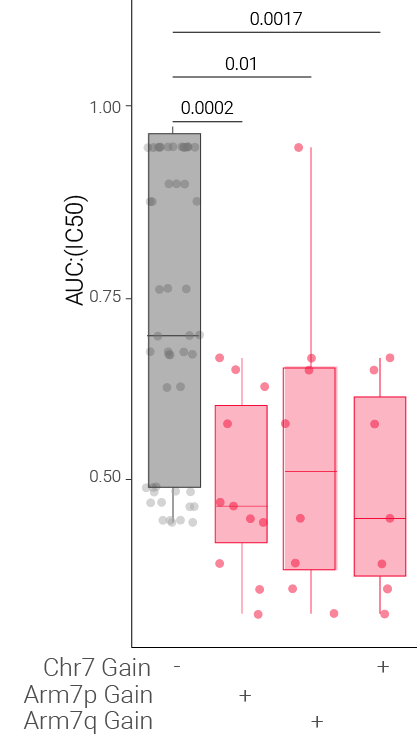 0.0017
0.01
0.0002
1.00
AUC:(IC50)
0.75
0.50
Chr7 Gain - +
Arm7p Gain +
Arm7q Gain +